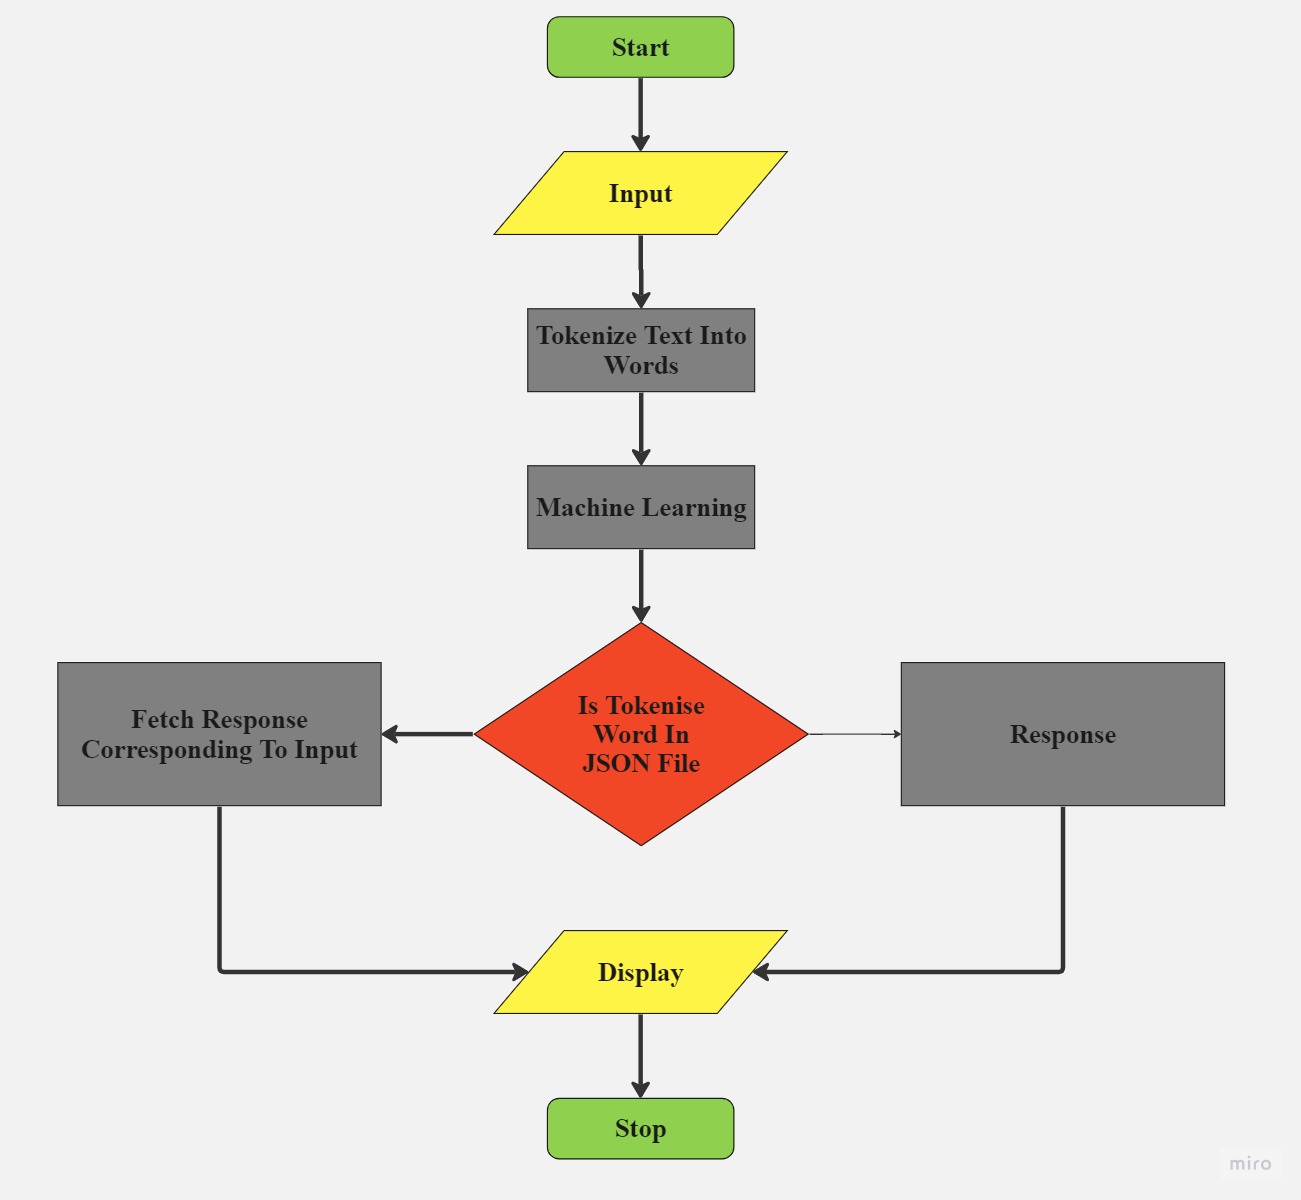 Start
Input
Tokenize Text Into
Words
Machine Learning
Is Tokenise
Word In
JSON File
Fetch Response
Corresponding To Input
Response
Display
Stop
miro